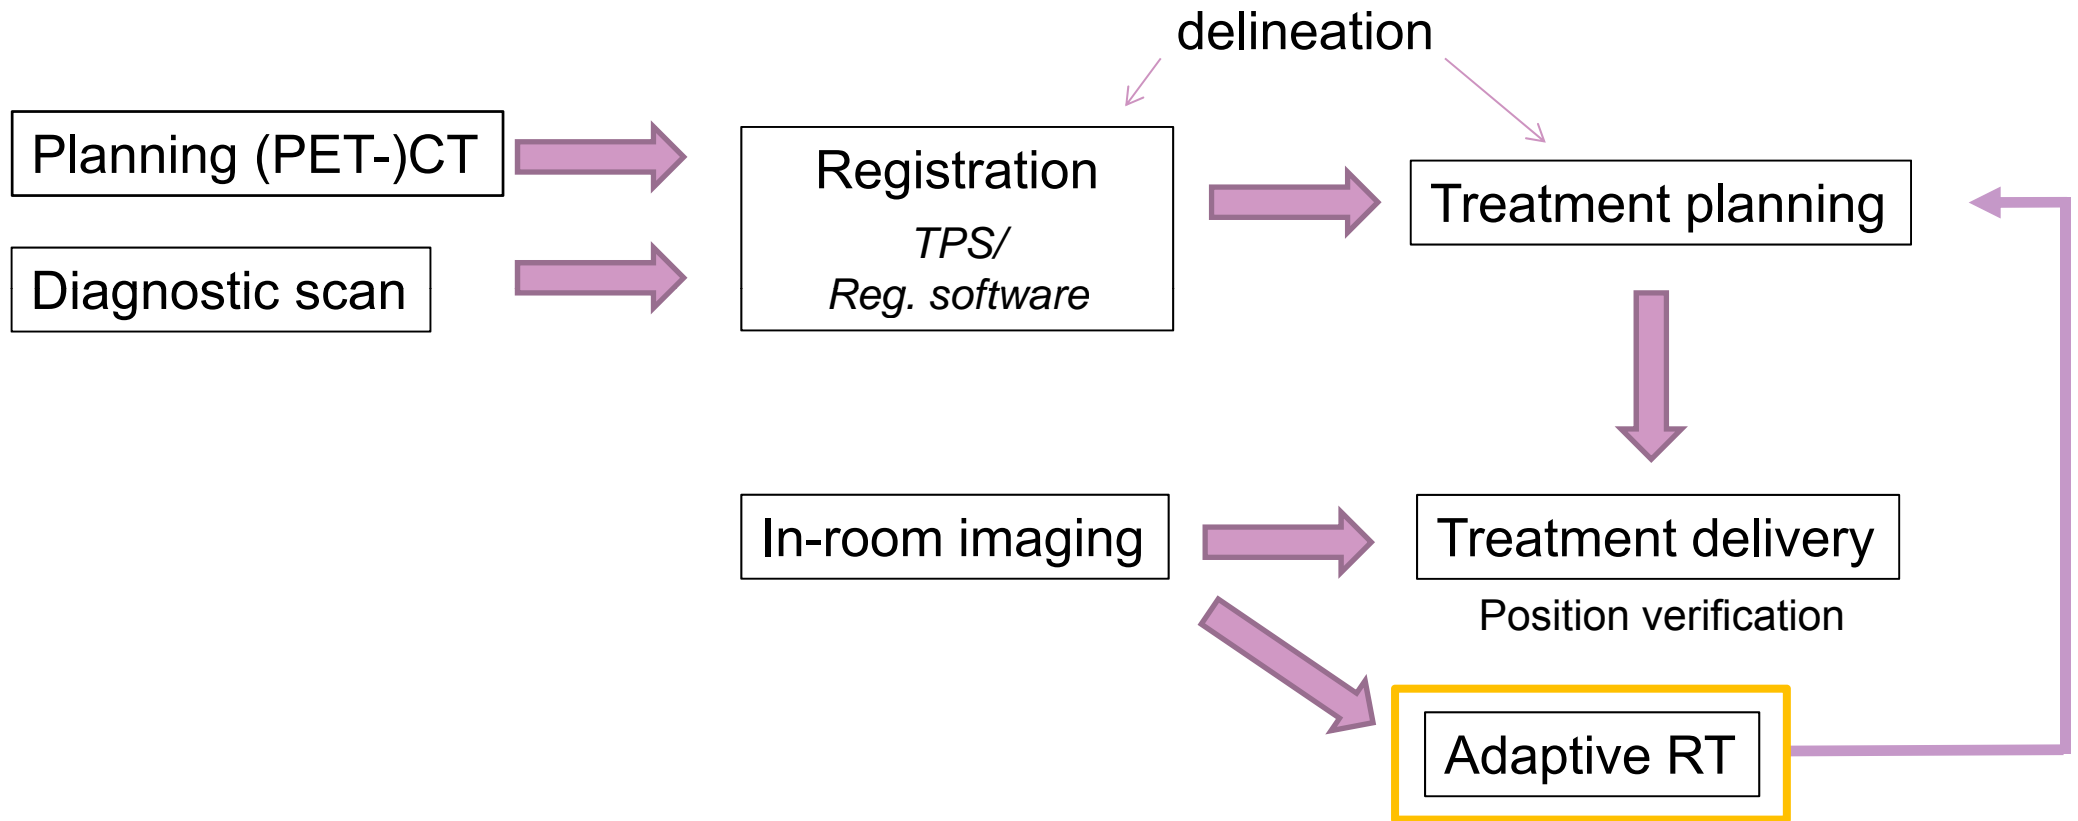 delineation
Planning (PET-)CT
Registration
TPS/
Reg. software
Treatment planning
Diagnostic scan
In-room imaging
Treatment delivery
Position verification
Adaptive RT